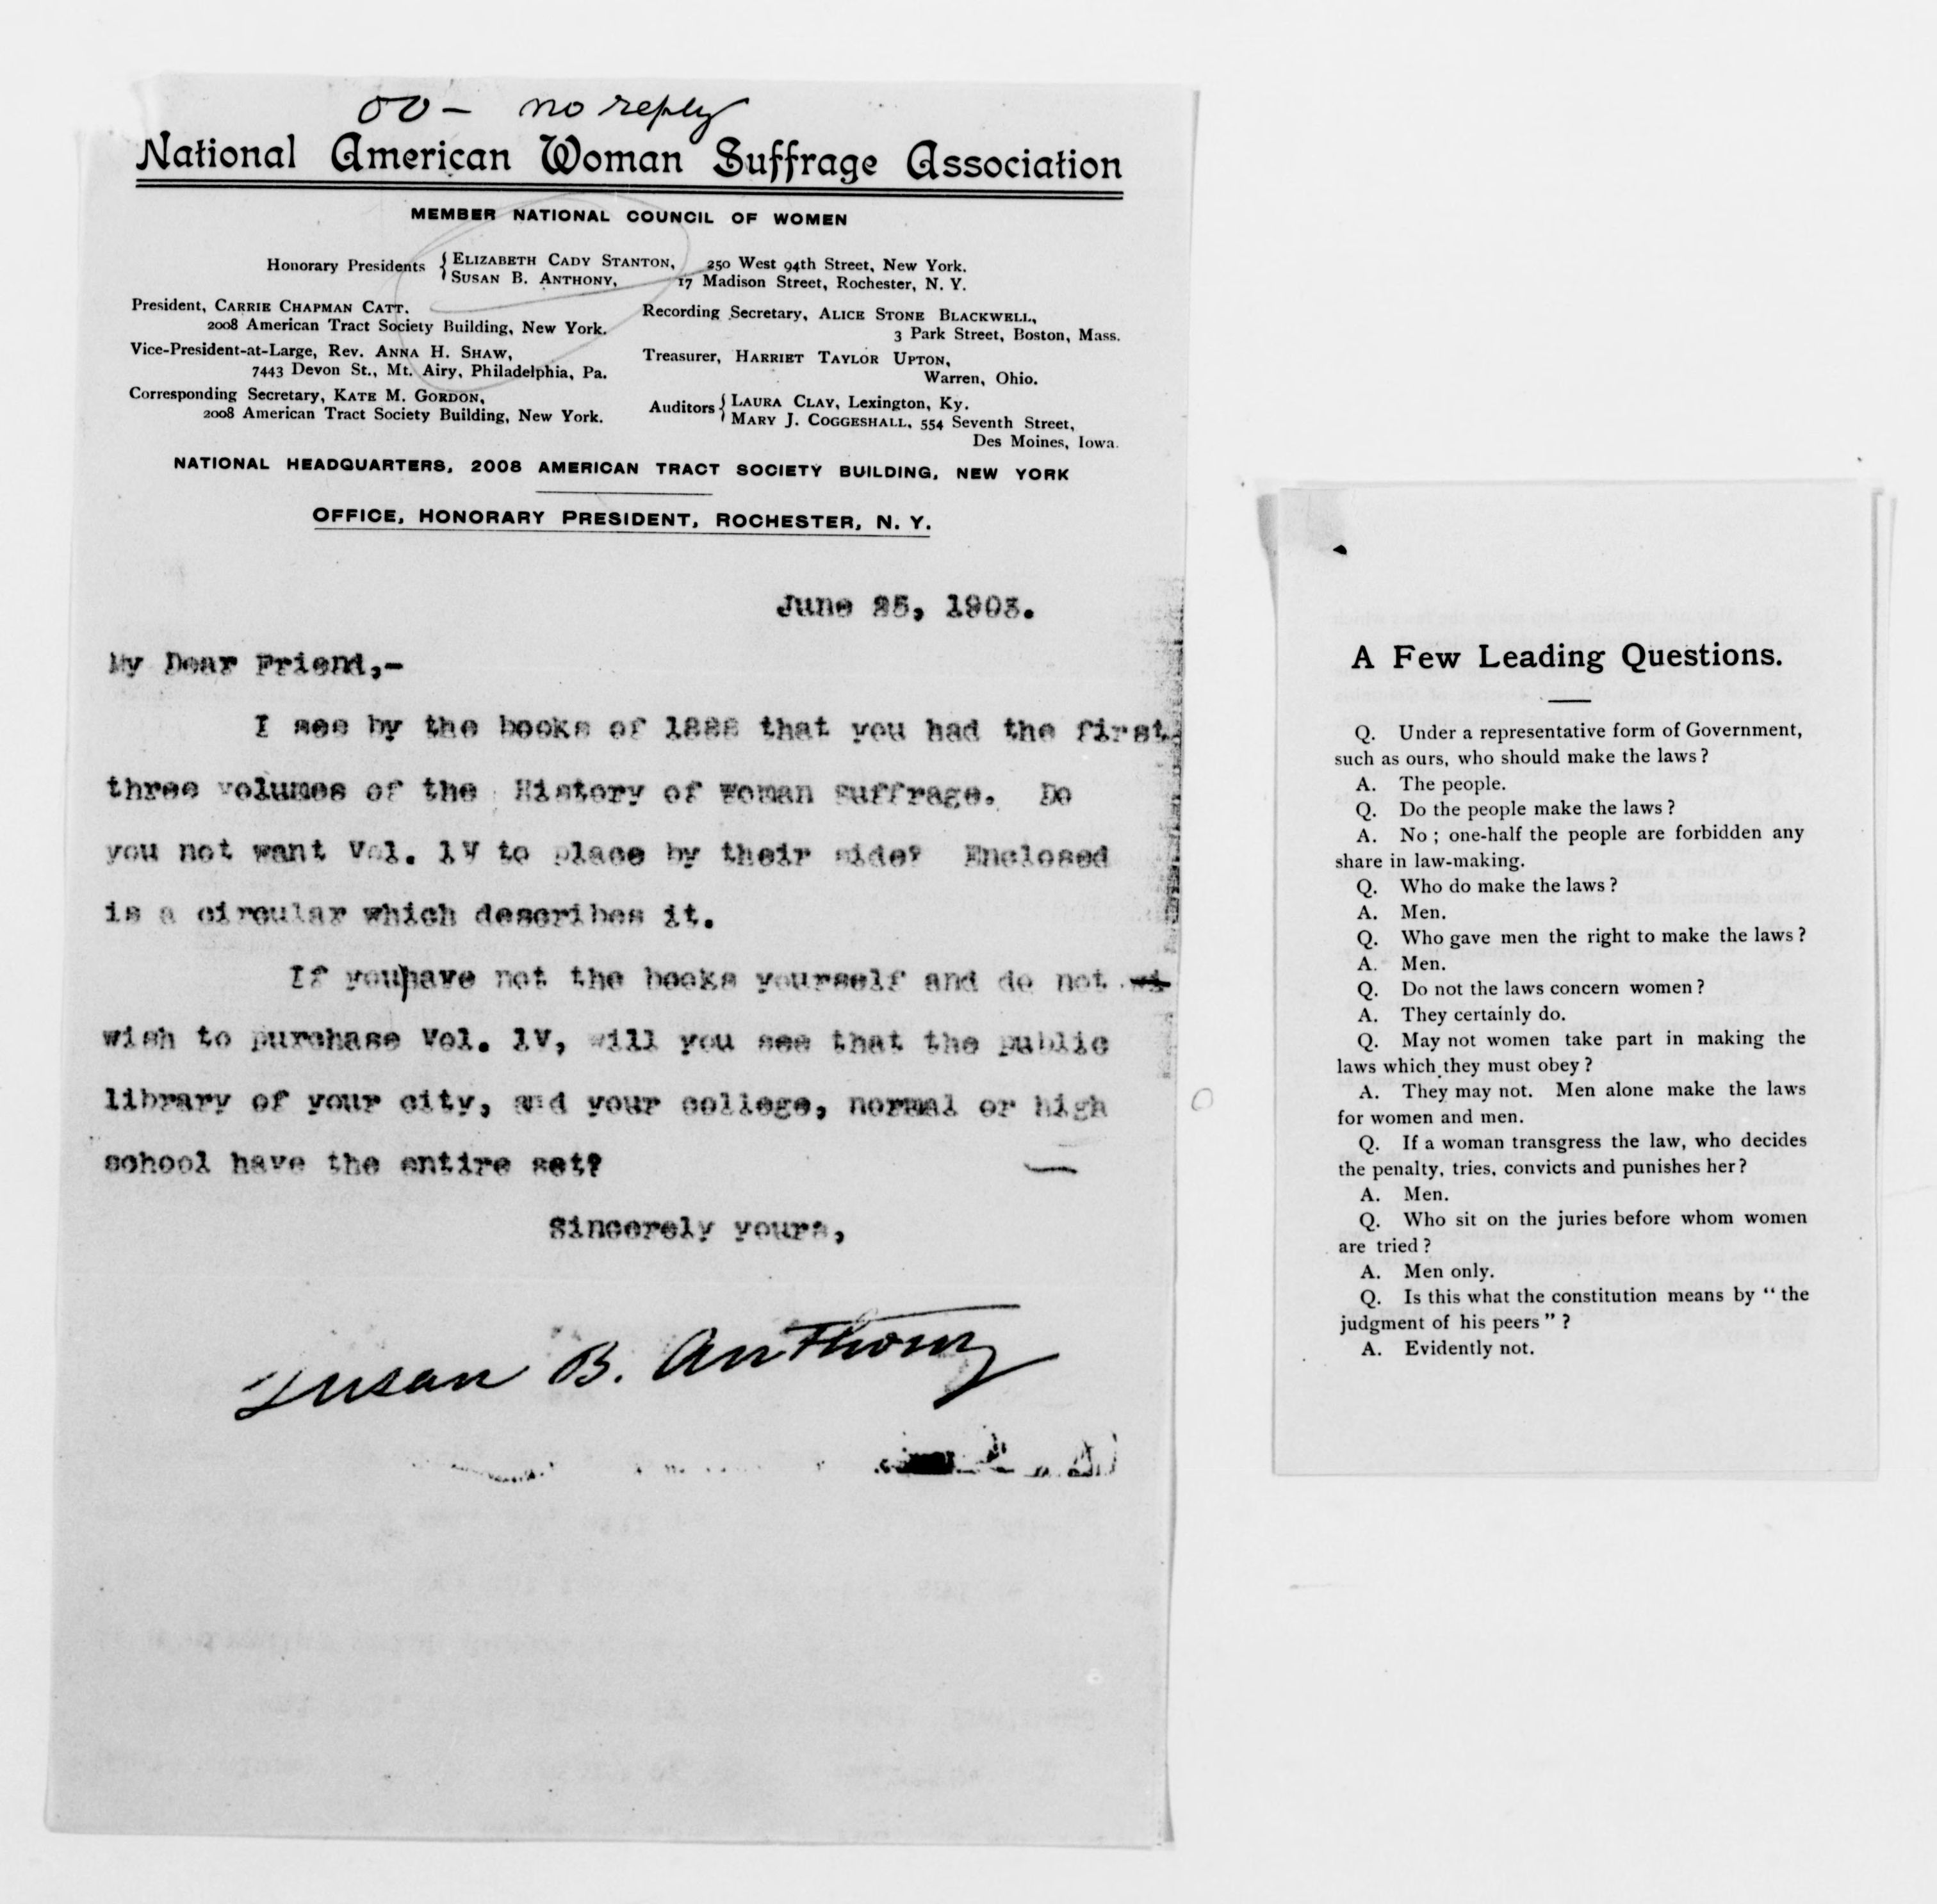 00- no reply
National American Woman Suffrage Association
MEMBER NATIONAL COUNCIL OF WOMEN
Honorary Presidents { ELIZABETH CADY STANTON, 250 West 94th Street, New York.
SUSAN B. ANTHONY, 17 Madison Street, Rochester, N. Y.
President, CARRIE CHAPMAN CATT.
2008 American Tract Society Building, New York.
Vice-President-at-Large, Rev. ANNA H. SHAW,
7443 Devon St., Mt. Airy, Philadelphia, Pa.
Corresponding Secretary, KATE M. GORDON,
2008 American Tract Society Building, New York.
Recording Secretary, ALICE STONE BLACKWELL,
3 Park Street, Boston, Mass.
Treasurer, HARRIET TAYLOR UPTON,
Warren, Ohio.
Auditors { LAURA CLAY, Lexington, Ky.
MARY J. COGGESHALL, 554 Seventh Street,
Des Moines, Iowa.
NATIONAL HEADQUARTERS, 2008 AMERICAN TRACT SOCIETY BUILDING, NEW YORK
OFFICE, HONORARY PRESIDENT, ROCHESTER, N. Y.
June 25, 1903.
My Dear Friend,-
I see by the books of 1888 that you had the first
three volumes of the History of Woman Suffrage. Do
you not want Vol. 1V to place by their side? Enclosed
is a circular which describes it.
If you|have not the books yourself and do not wi
wish to purchase Vol. 1V, will you see that the public
library of your city, and your college, normal or high
school have the entire set?
Sincerely yours,
Susan B. Anthony
A Few Leading Questions.
Q. Under a representative form of Government,
such as ours, who should make the laws?
A. The people.
Q. Do the people make the laws?
A. No; one-half the people are forbidden any
share in law-making.
Q. Who do make the laws?
A. Men.
Q. Who gave men the right to make the laws?
A. Men.
Q. Do not the laws concern women?
A. They certainly do.
Q. May not women take part in making the
laws which they must obey?
A. They may not. Men alone make the laws
for women and men.
Q. If a woman transgress the law, who decides
the penalty, tries, convicts and punishes her?
A. Men.
Q. Who sit on the juries before whom women
are tried?
A. Men only.
Q. Is this what the constitution means by "the
judgment of his peers"?
A. Evidently not.